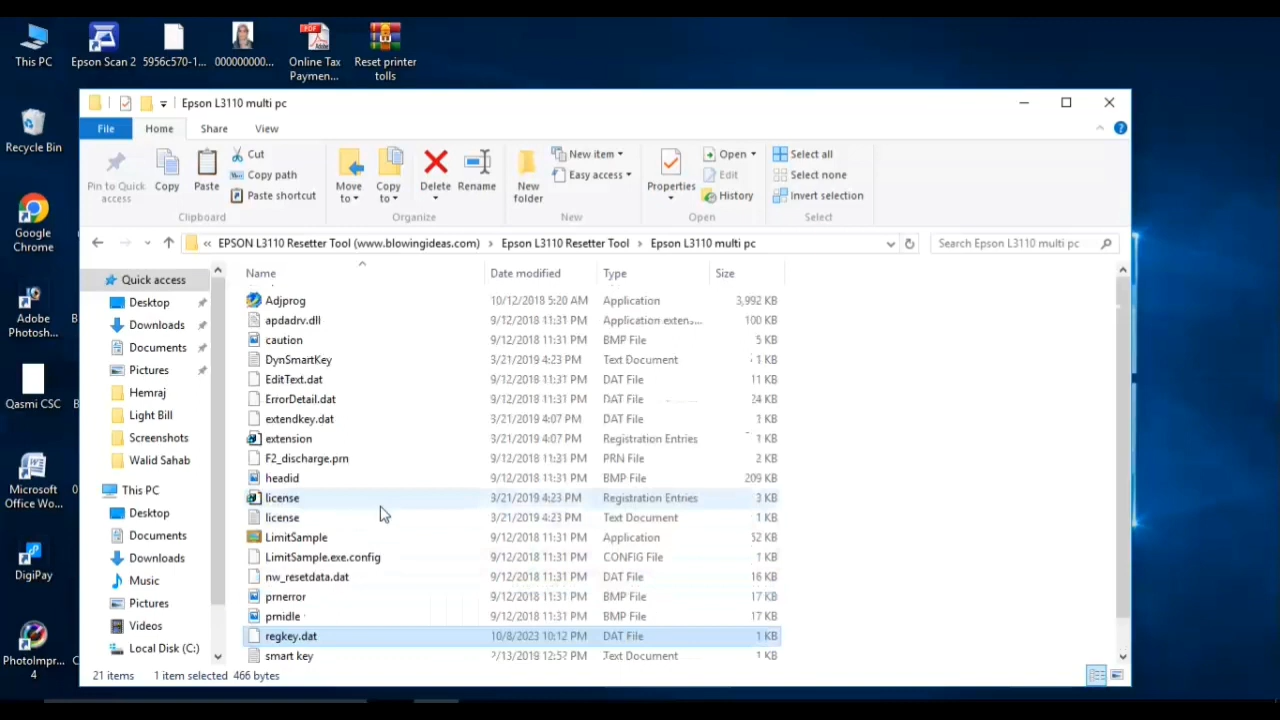 This PC
Epson Scan 2
5956c570-1...
000000000...
Online Tax
Paymen...
Reset printer
tolls
Recycle Bin
Google
Chrome
Adobe
Photosh...
Qasmi CSC
Microsoft
Office Wo...
DigiPay
PhotoImpr...
4
Epson L3110 multi pc
File
Home
Share
View
Pin to Quick
access
Copy
Paste
Cut
Copy path
Paste shortcut
Clipboard
Move
to
Copy
to
Delete
Rename
Organize
New
folder
New item
Easy access
New
Properties
Open
Edit
History
Open
Select all
Select none
Invert selection
Select
« EPSON L3110 Resetter Tool (www.blowingideas.com) > Epson L3110 Resetter Tool > Epson L3110 multi pc
Search Epson L3110 multi pc
Quick access
Desktop
Downloads
Documents
Pictures
Hemraj
Light Bill
Screenshots
Walid Sahab
This PC
Desktop
Documents
Downloads
Music
Pictures
Videos
Local Disk (C:)
Name Date modified Type Size
Adjprog 10/12/2018 5:20 AM Application 3,992 KB
apdadrv.dll 9/12/2018 11:31 PM Application extens... 100 KB
caution 9/12/2018 11:31 PM BMP File 5 KB
DynSmartKey 3/21/2019 4:23 PM Text Document 1 KB
EditText.dat 9/12/2018 11:31 PM DAT File 11 KB
ErrorDetail.dat 9/12/2018 11:31 PM DAT File 24 KB
extendkey.dat 3/21/2019 4:07 PM DAT File 1 KB
extension 3/21/2019 4:07 PM Registration Entries 1 KB
F2_discharge.prn 9/12/2018 11:31 PM PRN File 2 KB
headid 9/12/2018 11:31 PM BMP File 209 KB
license 3/21/2019 4:23 PM Registration Entries 3 KB
license 3/21/2019 4:23 PM Text Document 1 KB
LimitSample 9/12/2018 11:31 PM Application 52 KB
LimitSample.exe.config 9/12/2018 11:31 PM CONFIG File 1 KB
nw_resetdata.dat 9/12/2018 11:31 PM DAT File 16 KB
prnerror 9/12/2018 11:31 PM BMP File 17 KB
prnidle 9/12/2018 11:31 PM BMP File 17 KB
regkey.dat 10/8/2023 10:12 PM DAT File 1 KB
smart key 2/13/2019 12:52 PM Text Document 1 KB
21 items 1 item selected 466 bytes